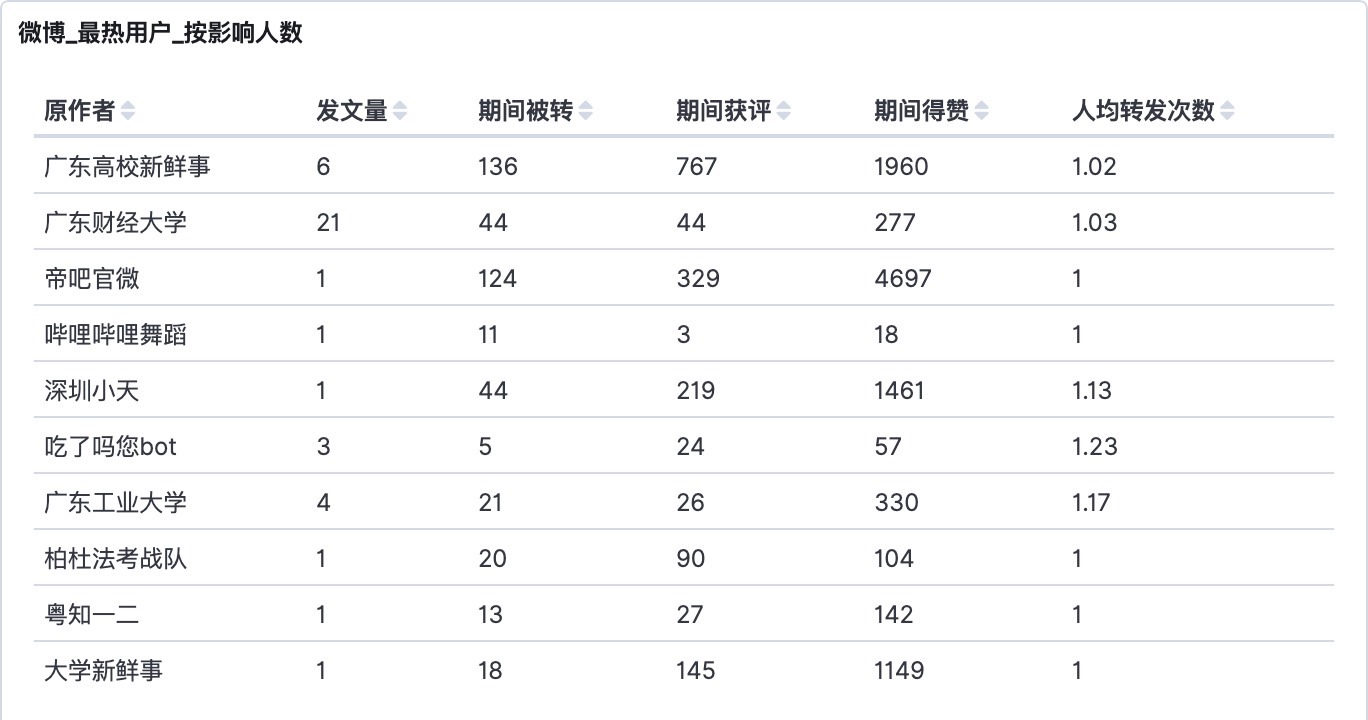 微博_最热用户_按影响人数
原作者 发文量 期间被转 期间获评 期间得赞 人均转发次数
广东高校新鲜事 6 136 767 1960 1.02
广东财经大学 21 44 44 277 1.03
帝吧官微 1 124 329 4697 1
哔哩哔哩舞蹈 1 11 3 18 1
深圳小天 1 44 219 1461 1.13
吃了吗您bot 3 5 24 57 1.23
广东工业大学 4 21 26 330 1.17
柏杜法考战队 1 20 90 104 1
粤知一二 1 13 27 142 1
大学新鲜事 1 18 145 1149 1